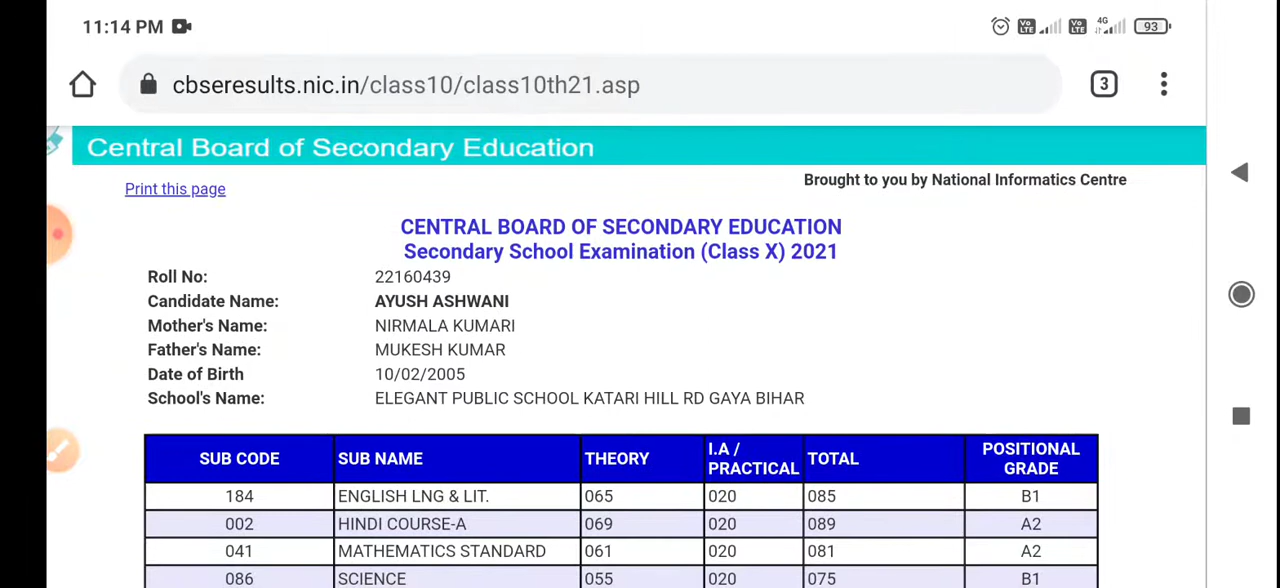 11:14 PM
Vo LTE Vo LTE 4G 93
cbseresults.nic.in/class10/class10th21.asp 3
Central Board of Secondary Education
Print this page Brought to you by National Informatics Centre
CENTRAL BOARD OF SECONDARY EDUCATION
Secondary School Examination (Class X) 2021
Roll No: 22160439
Candidate Name: AYUSH ASHWANI
Mother's Name: NIRMALA KUMARI
Father's Name: MUKESH KUMAR
Date of Birth 10/02/2005
School's Name: ELEGANT PUBLIC SCHOOL KATARI HILL RD GAYA BIHAR
SUB CODE SUB NAME THEORY I.A / PRACTICAL TOTAL POSITIONAL GRADE
184 ENGLISH LNG & LIT. 065 020 085 B1
002 HINDI COURSE-A 069 020 089 A2
041 MATHEMATICS STANDARD 061 020 081 A2
086 SCIENCE 055 020 075 B1